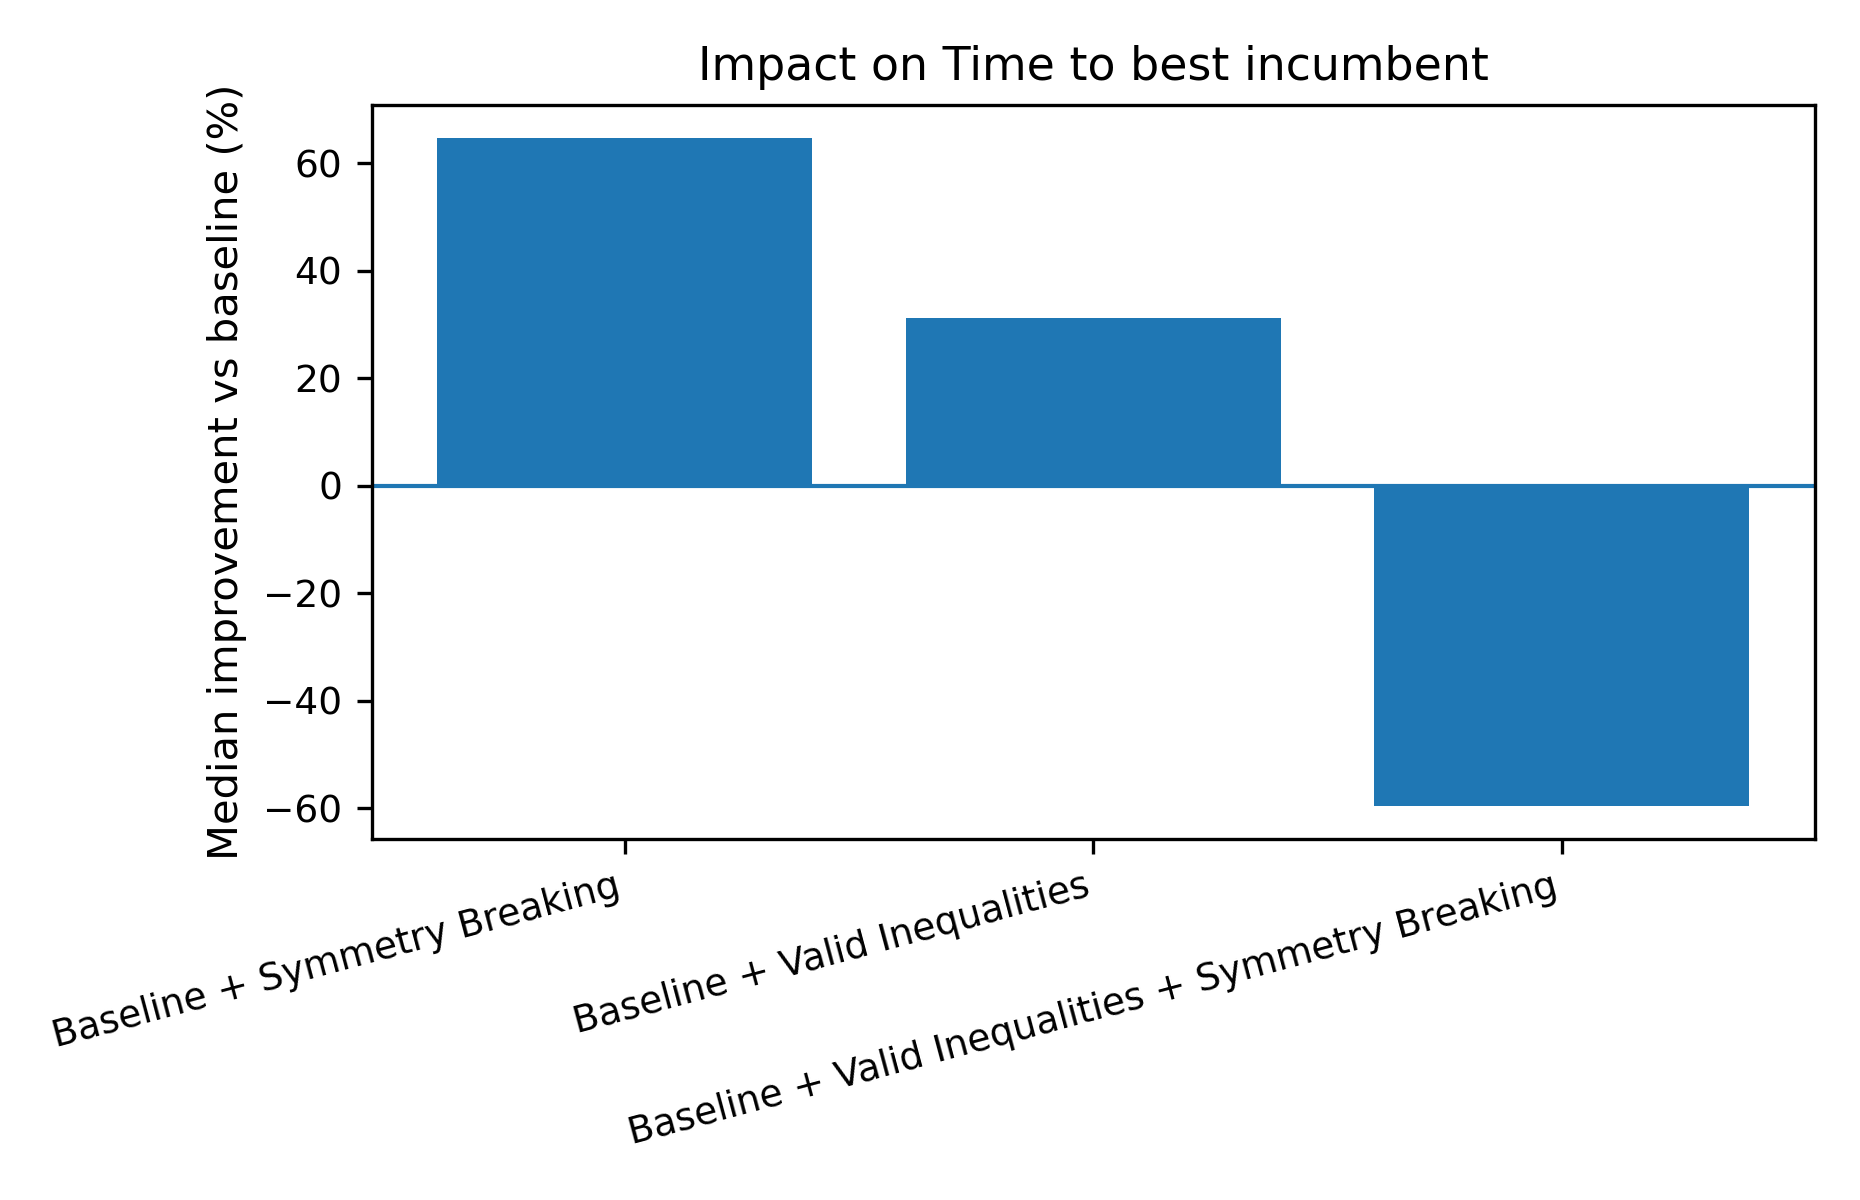 Impact on Time to best incumbent
Median improvement vs baseline (%)
60
40
20
0
−20
−40
−60
Baseline + Symmetry Breaking
Baseline + Valid Inequalities
Baseline + Valid Inequalities + Symmetry Breaking